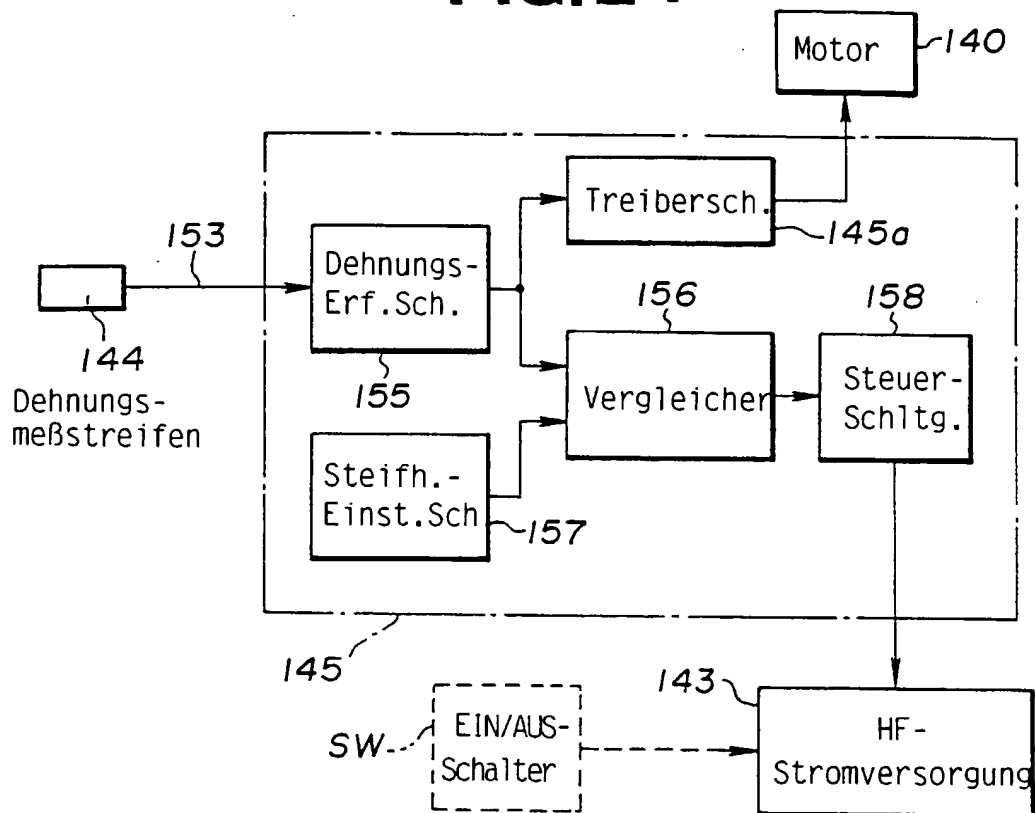 Motor
140
Treibersch.
145a
153
Dehnungs-
Erf.Sch.
155
144
Dehnungs-
meßstreifen
156
Vergleicher
158
Steuer-
Schltg.
Steifh.-
Einst.Sch
157
145
SW
EIN/AUS-
Schalter
143
HF-
Stromversorgung